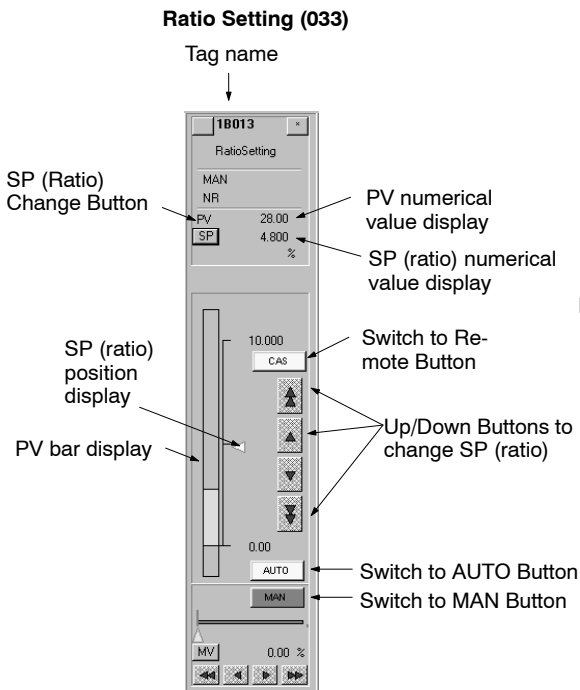 Ratio Setting (033)
Tag name
1B013
×
RatioSetting
MAN
NR
SP (Ratio)
Change Button
PV 28.00
SP 4.800
%
PV numerical
value display
SP (ratio) numerical
value display
10.000
CAS
Switch to Re-
mote Button
SP (ratio)
position
display
PV bar display
Up/Down Buttons to
change SP (ratio)
0.00
AUTO
Switch to AUTO Button
MAN
Switch to MAN Button
MV 0.00 %